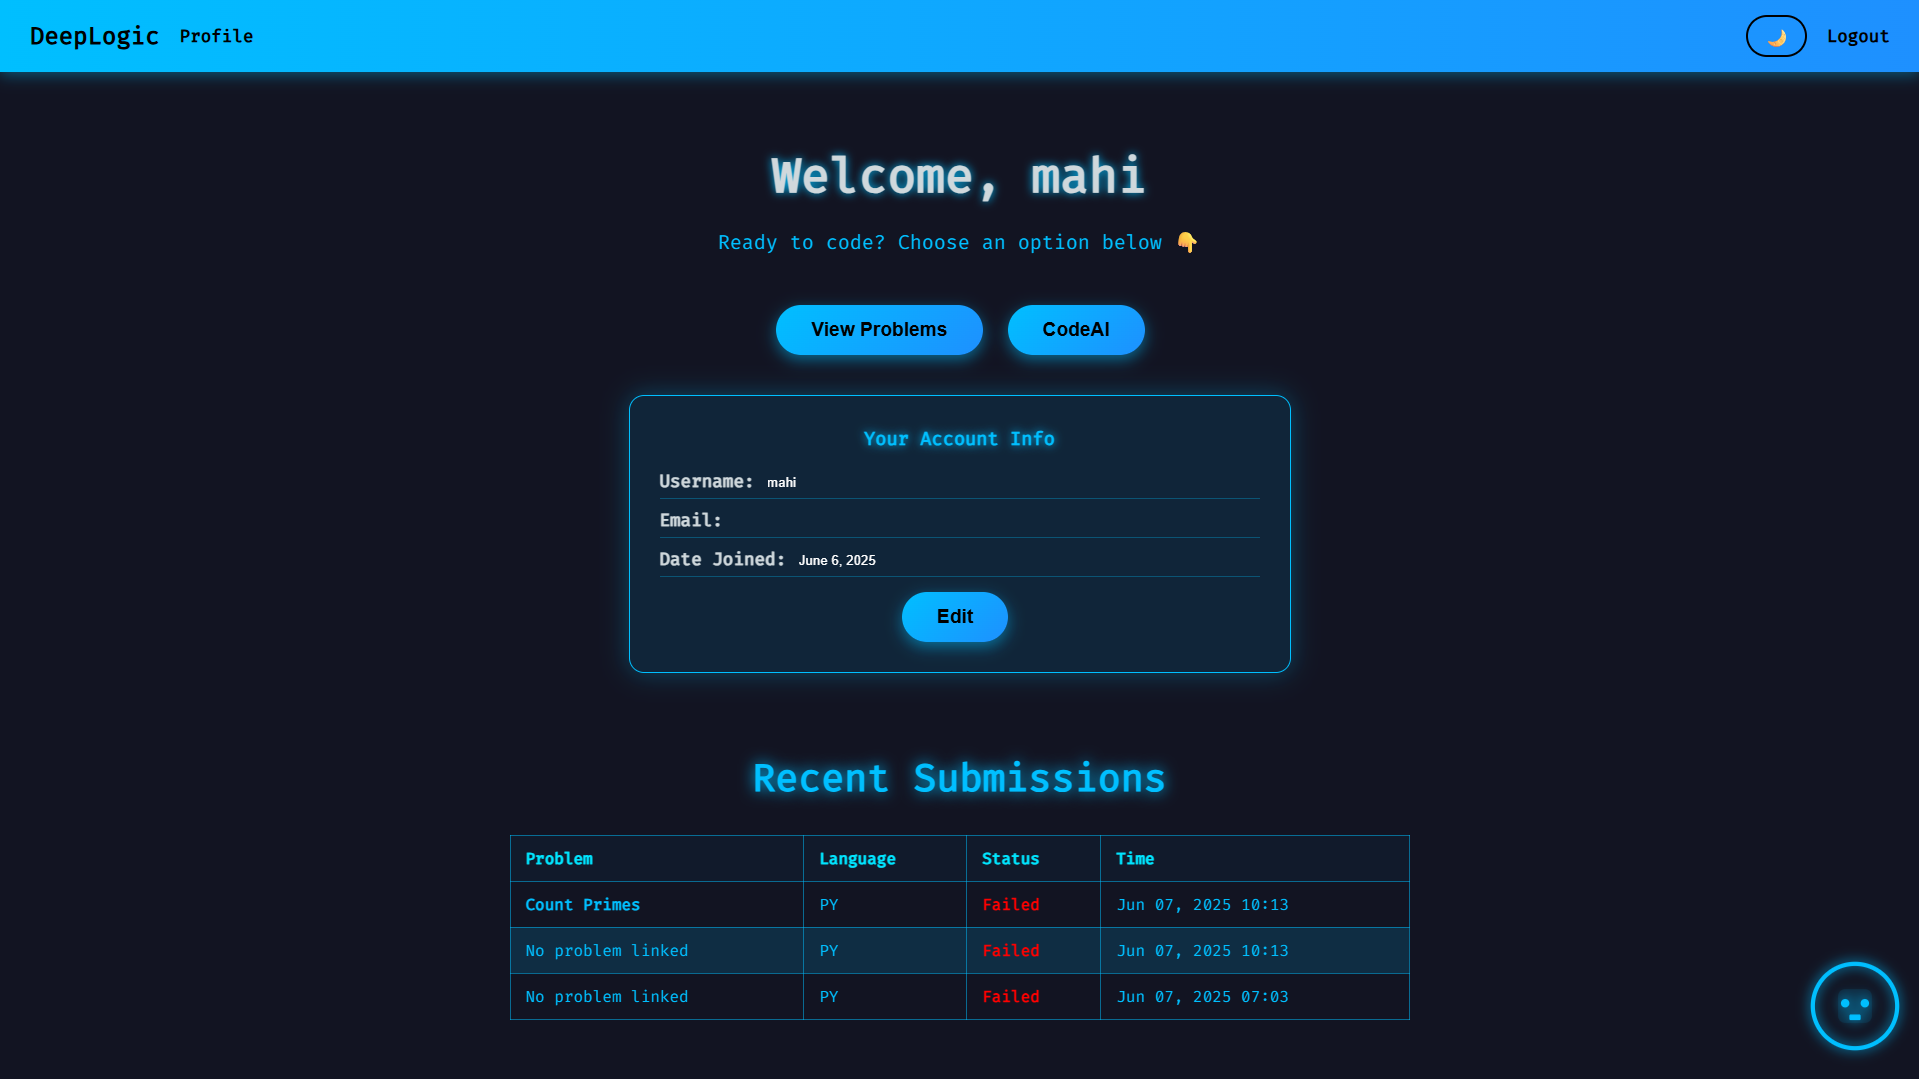 DeepLogic Profile 🌙 Logout
Welcome, mahi
Ready to code? Choose an option below 👇
View Problems CodeAI
Your Account Info
Username: mahi
Email:
Date Joined: June 6, 2025
Edit
Recent Submissions
Problem Language Status Time
Count Primes PY Failed Jun 07, 2025 10:13
No problem linked PY Failed Jun 07, 2025 10:13
No problem linked PY Failed Jun 07, 2025 07:03